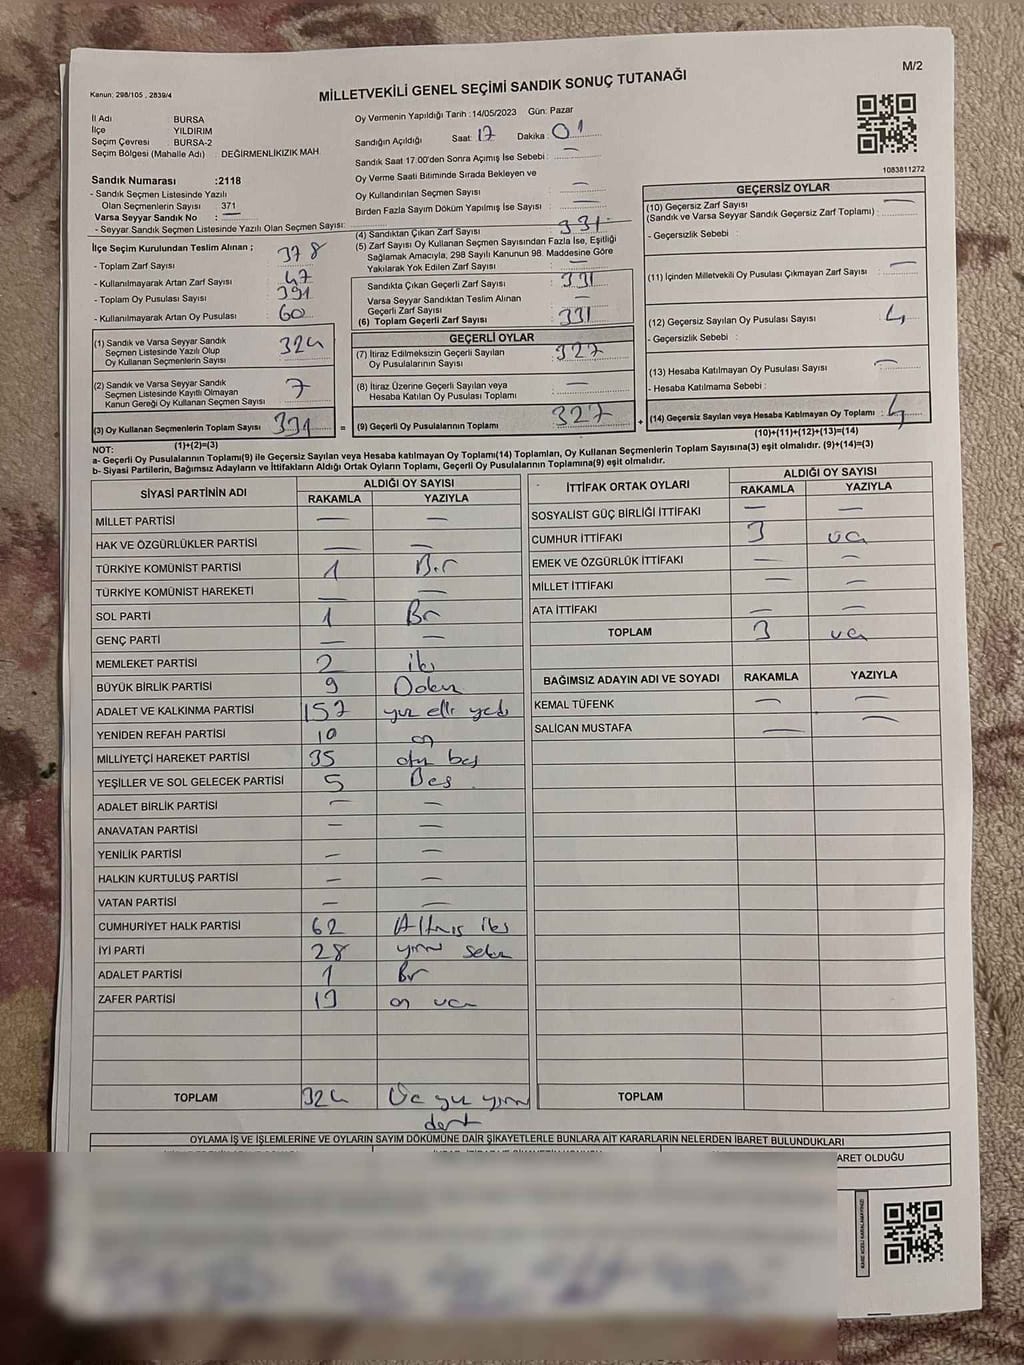 M/2
Kanun: 298/105 , 2839/4
MİLLETVEKİLİ GENEL SEÇİMİ SANDIK SONUÇ TUTANAĞI
İl Adı BURSA
İlçe YILDIRIM
Seçim Çevresi BURSA-2
Seçim Bölgesi (Mahalle Adı) : DEĞİRMENLİKIZIK MAH.
Sandık Numarası :2118
- Sandık Seçmen Listesinde Yazılı
Olan Seçmenlerin Sayısı 371
Varsa Seyyar Sandık No : —
- Seyyar Sandık Seçmen Listesinde Yazılı Olan Seçmen Sayısı:
Oy Vermenin Yapıldığı Tarih : 14/05/2023 Gün: Pazar
Sandığın Açıldığı Saat: 17 Dakika : 01
Sandık Saat 17:00'den Sonra Açımış İse Sebebi : —
Oy Verme Saati Bitiminde Sırada Bekleyen ve
Oy Kullandırılan Seçmen Sayısı : —
Birden Fazla Sayım Döküm Yapılmış İse Sayısı : —
1083811272
İlçe Seçim Kurulundan Teslim Alınan ;
- Toplam Zarf Sayısı : 378
- Kullanılmayarak Artan Zarf Sayısı : 47
- Toplam Oy Pusulası Sayısı : 391
- Kullanılmayarak Artan Oy Pusulası : 60
(1) Sandık ve Varsa Seyyar Sandık
Seçmen Listesinde Yazılı Olup
Oy Kullanan Seçmenlerin Sayısı : 324
(2) Sandık ve Varsa Seyyar Sandık
Seçmen Listesinde Kayıtlı Olmayan
Kanun Gereği Oy Kullanan Seçmen Sayısı : 7
(3) Oy Kullanan Seçmenlerin Toplam Sayısı : 331 =
(1)+(2)=(3)
(4) Sandıktan Çıkan Zarf Sayısı : 331
(5) Zarf Sayısı Oy Kullanan Seçmen Sayısından Fazla İse, Eşitliği
Sağlamak Amacıyla, 298 Sayılı Kanunun 98. Maddesine Göre
Yakılarak Yok Edilen Zarf Sayısı : —
Sandıkta Çıkan Geçerli Zarf Sayısı : 331
Varsa Seyyar Sandıktan Teslim Alınan
Geçerli Zarf Sayısı : —
(6) Toplam Geçerli Zarf Sayısı : 331
GEÇERLİ OYLAR
(7) İtiraz Edilmeksizin Geçerli Sayılan
Oy Pusulalarının Sayısı : 327
(8) İtiraz Üzerine Geçerli Sayılan veya
Hesaba Katılan Oy Pusulası Toplamı : —
(9) Geçerli Oy Pusulalarının Toplamı : 327 +
GEÇERSİZ OYLAR
(10) Geçersiz Zarf Sayısı
(Sandık ve Varsa Seyyar Sandık Geçersiz Zarf Toplamı) : —
- Geçersizlik Sebebi :
(11) İçinden Milletvekili Oy Pusulası Çıkmayan Zarf Sayısı : —
(12) Geçersiz Sayılan Oy Pusulası Sayısı : 4
- Geçersizlik Sebebi :
(13) Hesaba Katılmayan Oy Pusulası Sayısı : —
- Hesaba Katılmama Sebebi :
(14) Geçersiz Sayılan veya Hesaba Katılmayan Oy Toplamı : 4
(10)+(11)+(12)+(13)=(14)
NOT:
a- Geçerli Oy Pusulalarının Toplamı(9) ile Geçersiz Sayılan veya Hesaba katılmayan Oy Toplamı(14) Toplamları, Oy Kullanan Seçmenlerin Toplam Sayısına(3) eşit olmalıdır. (9)+(14)=(3)
b- Siyasi Partilerin, Bağımsız Adayların ve İttifakların Aldığı Ortak Oyların Toplamı, Geçerli Oy Pusulalarının Toplamına(9) eşit olmalıdır.
SİYASİ PARTİNİN ADI ALDIĞI OY SAYISI
RAKAMLA YAZIYLA
MİLLET PARTİSİ — —
HAK VE ÖZGÜRLÜKLER PARTİSİ — —
TÜRKİYE KOMÜNİST PARTİSİ 1 Bir
TÜRKİYE KOMÜNİST HAREKETİ — —
SOL PARTİ 1 Bir
GENÇ PARTİ — —
MEMLEKET PARTİSİ 2 iki
BÜYÜK BİRLİK PARTİSİ 9 Dokuz
ADALET VE KALKINMA PARTİSİ 157 yuz elli yedi
YENİDEN REFAH PARTİSİ 10 on
MİLLİYETÇİ HAREKET PARTİSİ 35 otuz beş
YEŞİLLER VE SOL GELECEK PARTİSİ 5 Beş
ADALET BİRLİK PARTİSİ — —
ANAVATAN PARTİSİ — —
YENİLİK PARTİSİ — —
HALKIN KURTULUŞ PARTİSİ — —
VATAN PARTİSİ — —
CUMHURİYET HALK PARTİSİ 62 Altmış iki
İYİ PARTİ 28 yirmi sekiz
ADALET PARTİSİ 1 Bir
ZAFER PARTİSİ 13 on uc
TOPLAM 324 Uc yuz yirmi
dort
İTTİFAK ORTAK OYLARI ALDIĞI OY SAYISI
RAKAMLA YAZIYLA
SOSYALİST GÜÇ BİRLİĞİ İTTİFAKI — —
CUMHUR İTTİFAKI 3 uc
EMEK VE ÖZGÜRLÜK İTTİFAKI — —
MİLLET İTTİFAKI — —
ATA İTTİFAKI — —
TOPLAM 3 uc
BAĞIMSIZ ADAYIN ADI VE SOYADI RAKAMLA YAZIYLA
KEMAL TÜFENK — —
SALİCAN MUSTAFA — —
TOPLAM
OYLAMA İŞ VE İŞLEMLERİNE VE OYLARIN SAYIM DÖKÜMÜNE DAİR ŞİKAYETLERLE BUNLARA AİT KARARLARIN NELERDEN İBARET BULUNDUKLARI
ARET OLDUĞU